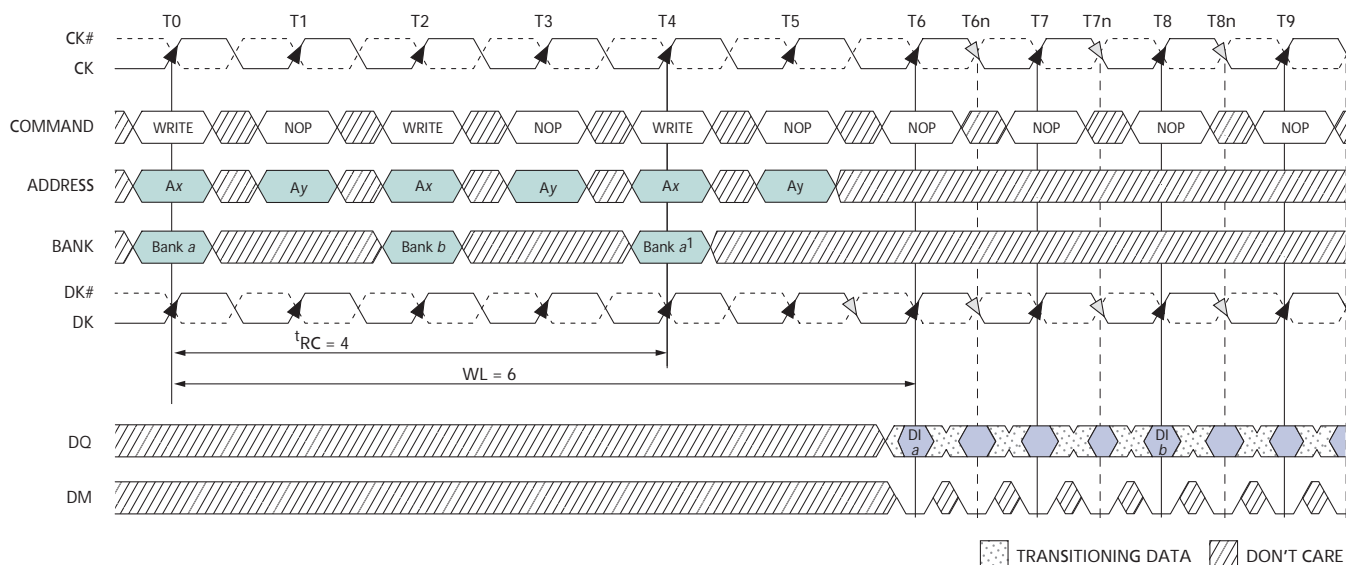 T0 T1 T2 T3 T4 T5 T6 T6n T7 T7n T8 T8n T9
CK#
CK
COMMAND WRITE NOP WRITE NOP WRITE NOP NOP NOP NOP NOP
ADDRESS Ax Ay Ax Ay Ax Ay
BANK Bank a Bank b Bank a1
DK#
DK
tRC = 4
WL = 6
DQ DI a DI b
DM
TRANSITIONING DATA DON'T CARE